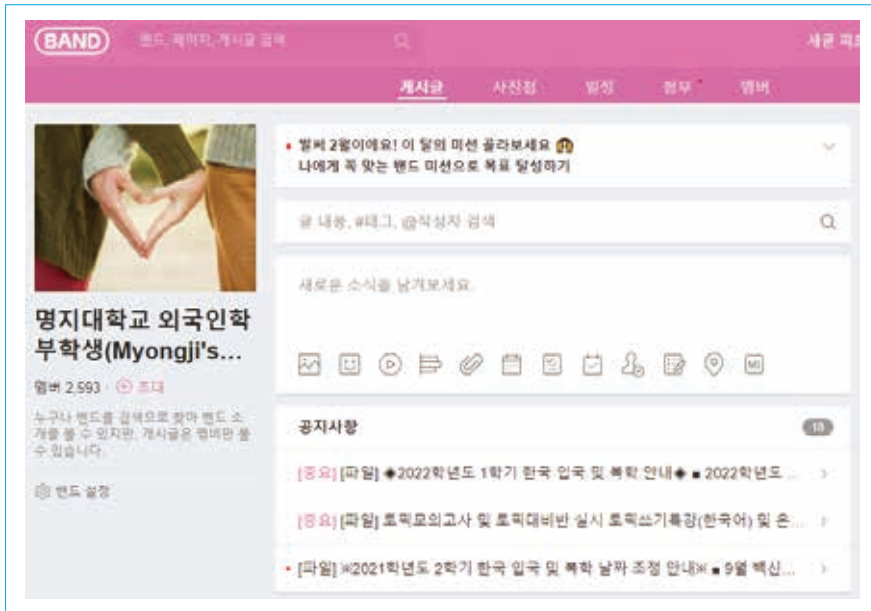 BAND 밴드, 페이지, 게시글 검색 새글 피드
게시글 사진첩 일정 첨부 멤버
명지대학교 외국인학
부학생(Myongji's...
멤버 2,593 · 초대
누구나 밴드를 검색으로 찾아 밴드 소
개를 볼 수 있지만, 게시글은 멤버만 볼
수 있습니다.
밴드 설정
벌써 2월이에요! 이 달의 미션 골라보세요
나에게 꼭 맞는 밴드 미션으로 목표 달성하기
글 내용, #태그, @작성자 검색
새로운 소식을 남겨보세요.
공지사항
[중요] [파일] ◈2022학년도 1학기 한국 입국 및 복학 안내◈ ■ 2022학년도 ...
[중요] [파일] 토픽모의고사 및 토픽대비반 실시 토픽쓰기특강(한국어) 및 온...
[파일] ※2021학년도 2학기 한국 입국 및 복학 날짜 조정 안내※ ■ 9월 백신...